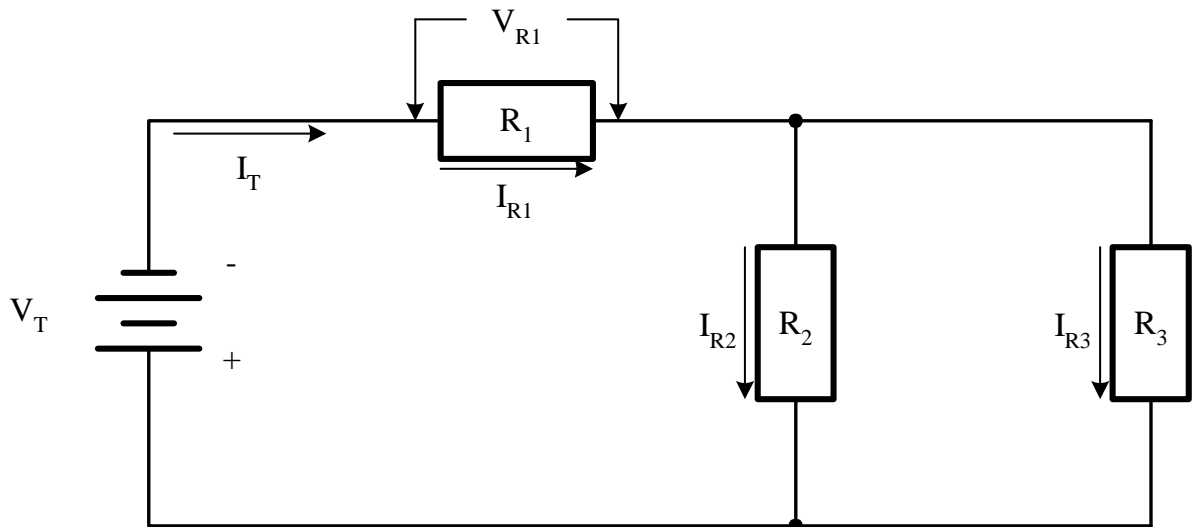 V_R1
R_1
I_T
I_R1
-
V_T
+
I_R2
R_2
I_R3
R_3